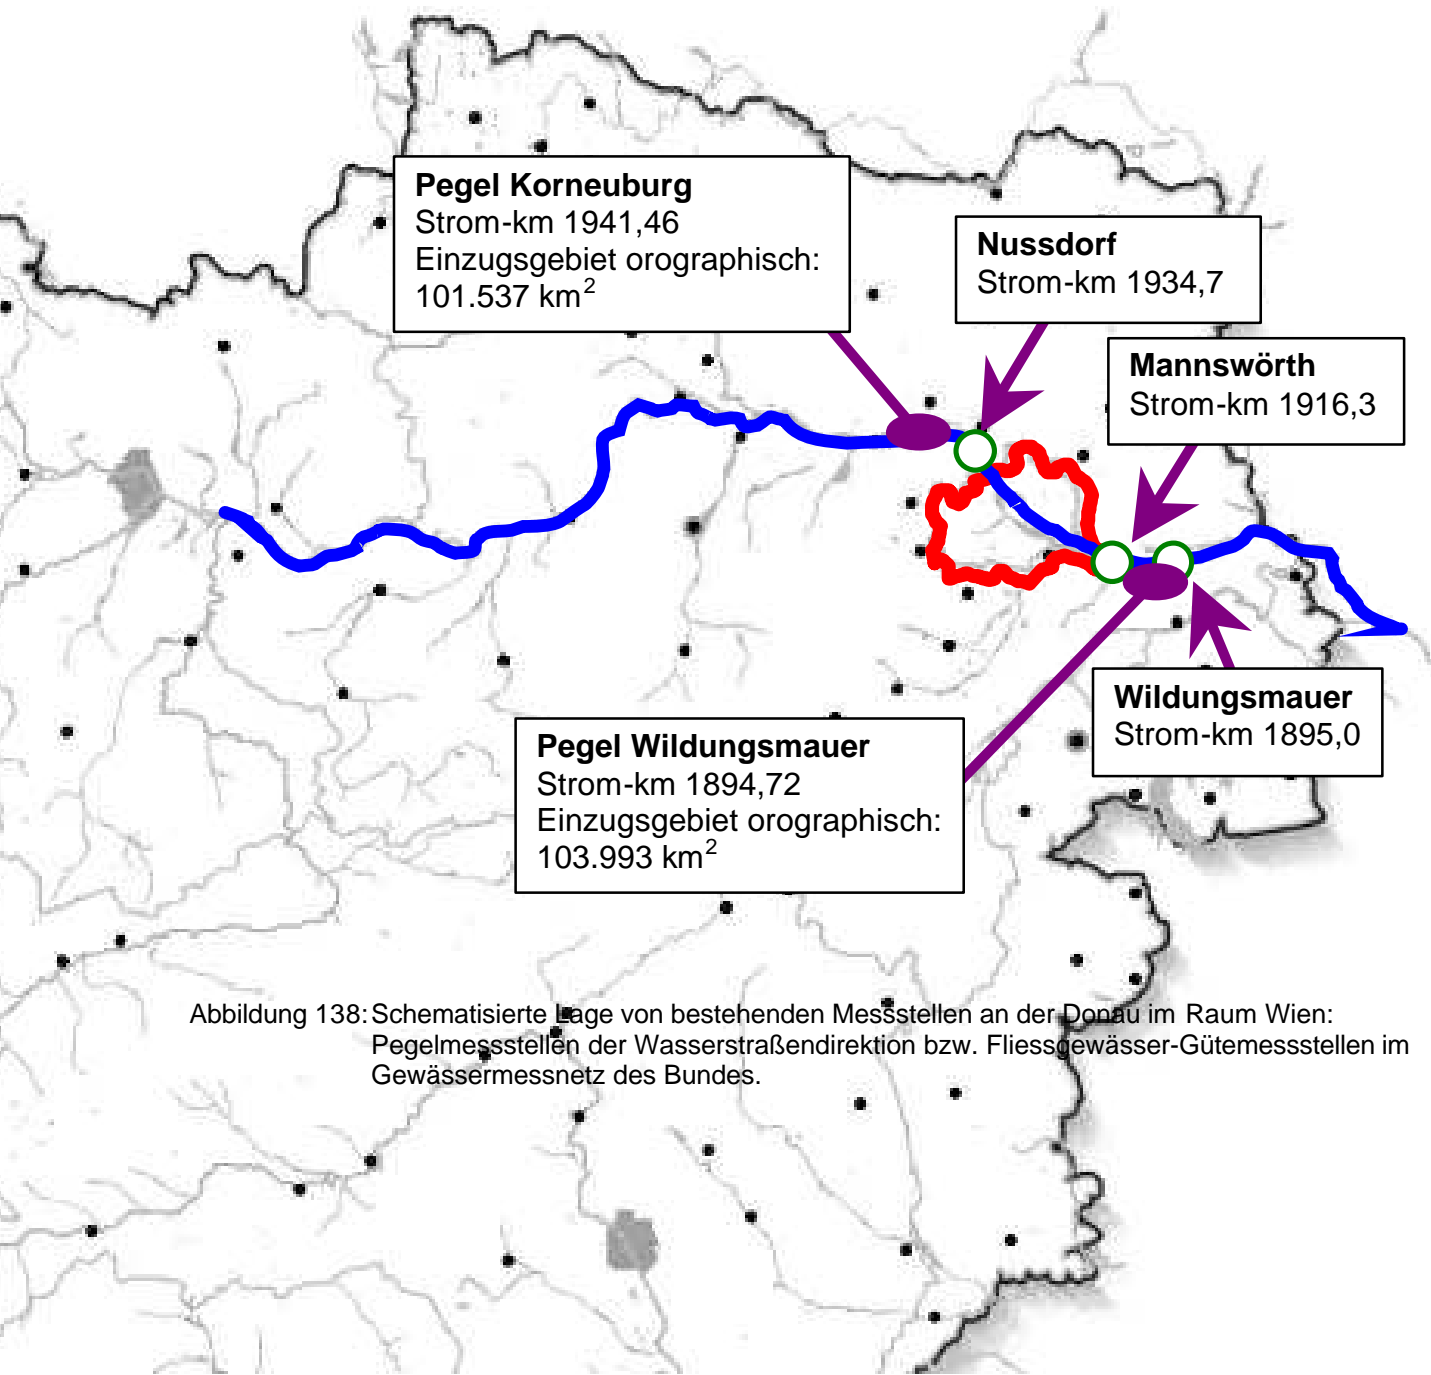 Pegel Korneuburg
Strom-km 1941,46
Einzugsgebiet orographisch:
101.537 km²
Nussdorf
Strom-km 1934,7
Mannswörth
Strom-km 1916,3
Wildungsmauer
Strom-km 1895,0
Pegel Wildungsmauer
Strom-km 1894,72
Einzugsgebiet orographisch:
103.993 km²
Abbildung 138: Schematisierte Lage von bestehenden Messstellen an der Donau im Raum Wien:
Pegelmessstellen der Wasserstraßendirektion bzw. Fliessgewässer-Gütemessstellen im
Gewässermessnetz des Bundes.